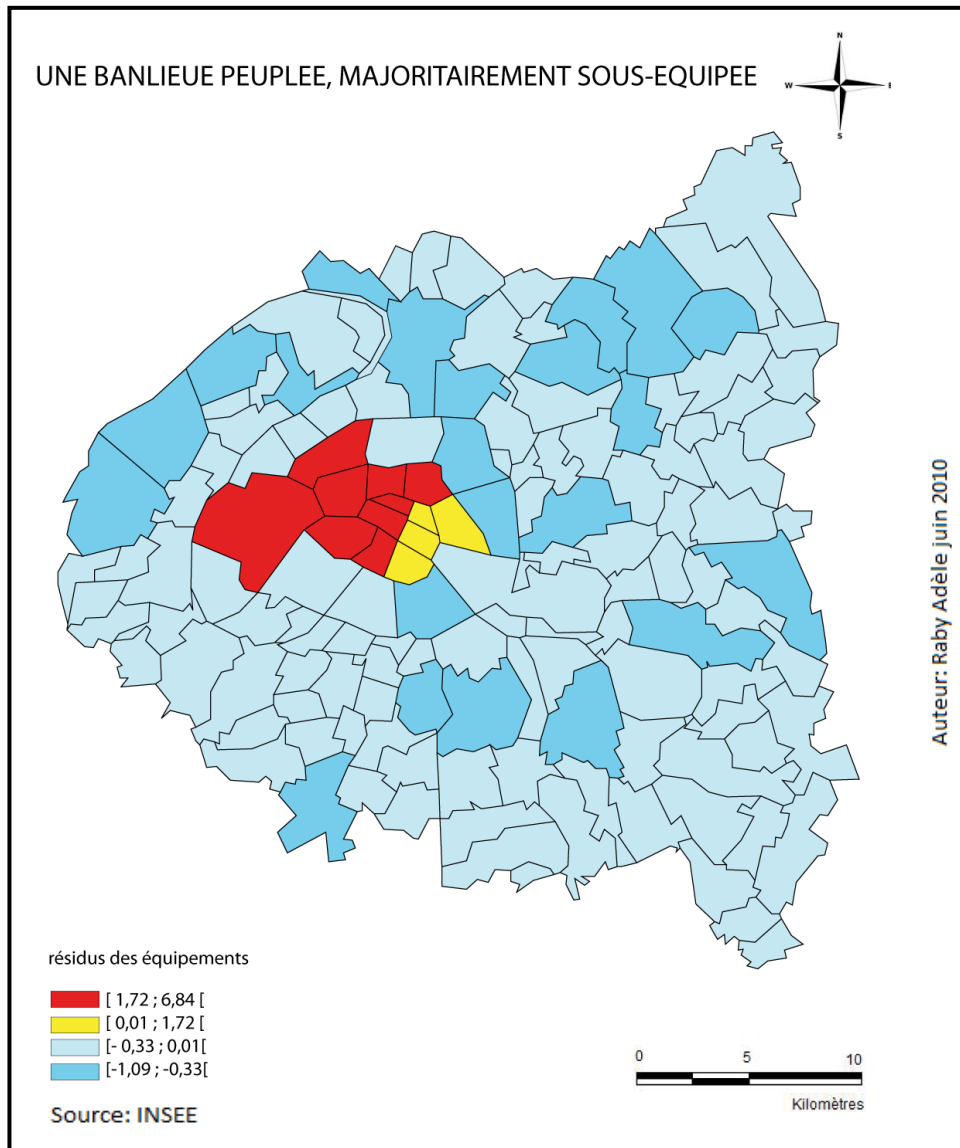 UNE BANLIEUE PEUPLEE, MAJORITAIREMENT SOUS-EQUIPEE
N
W
E
S
Auteur: Raby Adèle juin 2010
résidus des équipements
[ 1,72 ; 6,84 [
[ 0,01 ; 1,72 [
[- 0,33 ; 0,01[
[-1,09 ; -0,33[
0 5 10
Kilomètres
Source: INSEE